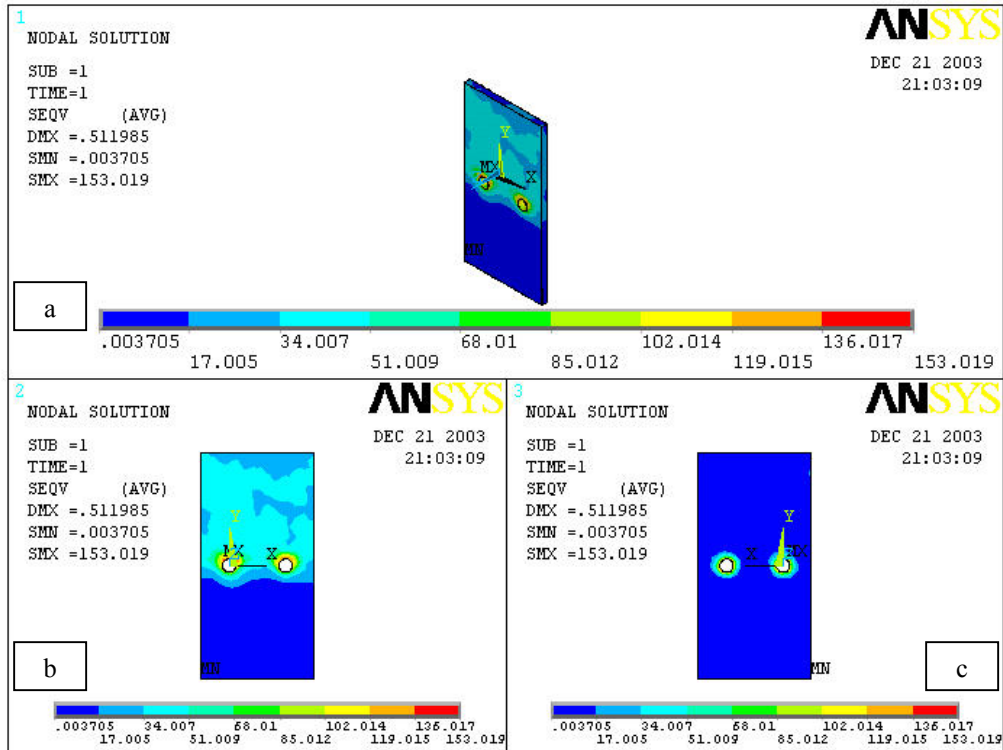 1
ANSYS
NODAL SOLUTION
DEC 21 2003
21:03:09
SUB =1
TIME=1
SEQV (AVG)
DMX =.511985
SMN =.003705
SMX =153.019
Y
MX
X
MN
a
.003705 34.007 68.01 102.014 136.017
17.005 51.009 85.012 119.015 153.019
2
ANSYS
NODAL SOLUTION
DEC 21 2003
21:03:09
SUB =1
TIME=1
SEQV (AVG)
DMX =.511985
SMN =.003705
SMX =153.019
Y
MX X
MN
b
.003705 34.007 68.01 102.014 136.017
17.005 51.009 85.012 119.015 153.019
3
ANSYS
NODAL SOLUTION
DEC 21 2003
21:03:09
SUB =1
TIME=1
SEQV (AVG)
DMX =.511985
SMN =.003705
SMX =153.019
Y
X MX
MN
c
.003705 34.007 68.01 102.014 136.017
17.005 51.009 85.012 119.015 153.019